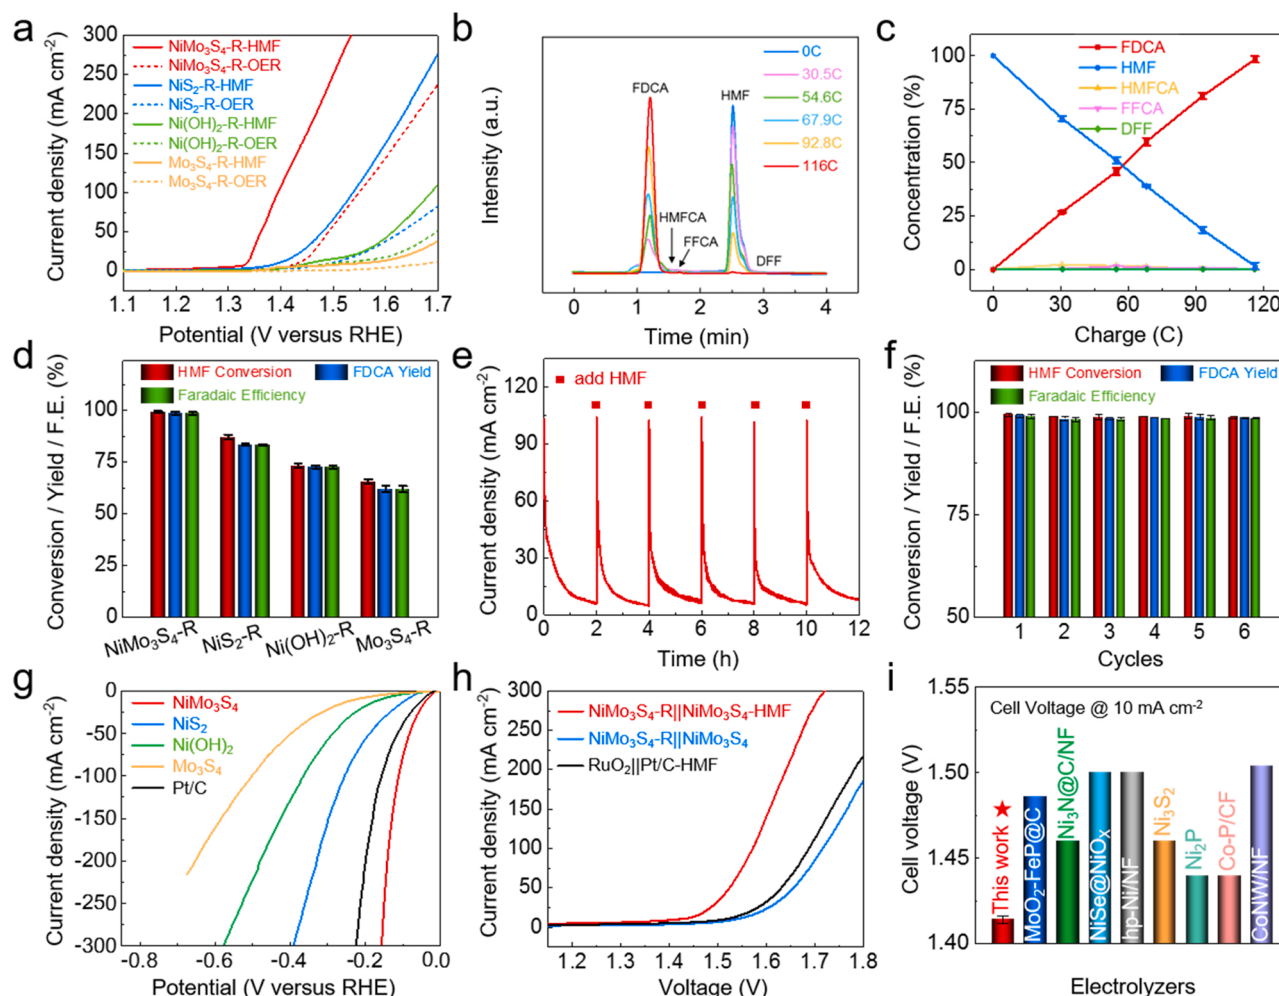 a
Current density (mA cm⁻²)
300
250
200
150
100
50
0
NiMo₃S₄-R-HMF
NiMo₃S₄-R-OER
NiS₂-R-HMF
NiS₂-R-OER
Ni(OH)₂-R-HMF
Ni(OH)₂-R-OER
Mo₃S₄-R-HMF
Mo₃S₄-R-OER
1.1 1.2 1.3 1.4 1.5 1.6 1.7
Potential (V versus RHE)
b
Intensity (a.u.)
FDCA
HMF
HMFCA
FFCA
DFF
0C
30.5C
54.6C
67.9C
92.8C
116C
0 1 2 3 4
Time (min)
c
Concentration (%)
100
75
50
25
0
FDCA
HMF
HMFCA
FFCA
DFF
0 30 60 90 120
Charge (C)
d
Conversion / Yield / F.E. (%)
100
75
50
25
0
HMF Conversion
FDCA Yield
Faradaic Efficiency
NiMo₃S₄-R
NiS₂-R
Ni(OH)₂-R
Mo₃S₄-R
e
Current density (mA cm⁻²)
120
90
60
30
0
add HMF
0 2 4 6 8 10 12
Time (h)
f
Conversion / Yield / F.E. (%)
100
75
50
HMF Conversion
FDCA Yield
Faradaic Efficiency
1 2 3 4 5 6
Cycles
g
Current density (mA cm⁻²)
0
-50
-100
-150
-200
-250
-300
NiMo₃S₄
NiS₂
Ni(OH)₂
Mo₃S₄
Pt/C
-0.8 -0.6 -0.4 -0.2 0.0
Potential (V versus RHE)
h
Current density (mA cm⁻²)
300
250
200
150
100
50
0
NiMo₃S₄-R||NiMo₃S₄-HMF
NiMo₃S₄-R||NiMo₃S₄
RuO₂||Pt/C-HMF
1.2 1.3 1.4 1.5 1.6 1.7 1.8
Voltage (V)
i
Cell voltage (V)
1.55
1.50
1.45
1.40
Cell Voltage @ 10 mA cm⁻²
This work
MoO₂-FeP@C
Ni₃N@C/NF
NiSe@NiOₓ
hp-Ni/NF
Ni₃S₂
Ni₂P
Co-P/CF
CoNW/NF
Electrolyzers